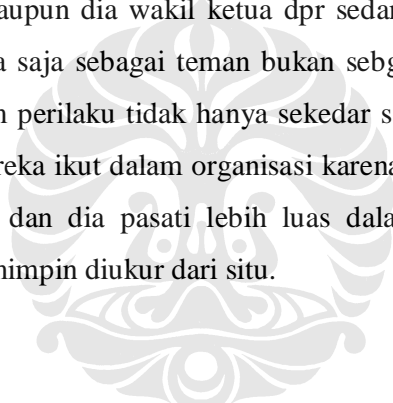 aupun dia wakil ketua dpr sedar
a saja sebagai teman bukan sebg
n perilaku tidak hanya sekedar s
reka ikut dalam organisasi karena
dan dia pasati lebih luas dala
nimpin diukur dari situ.